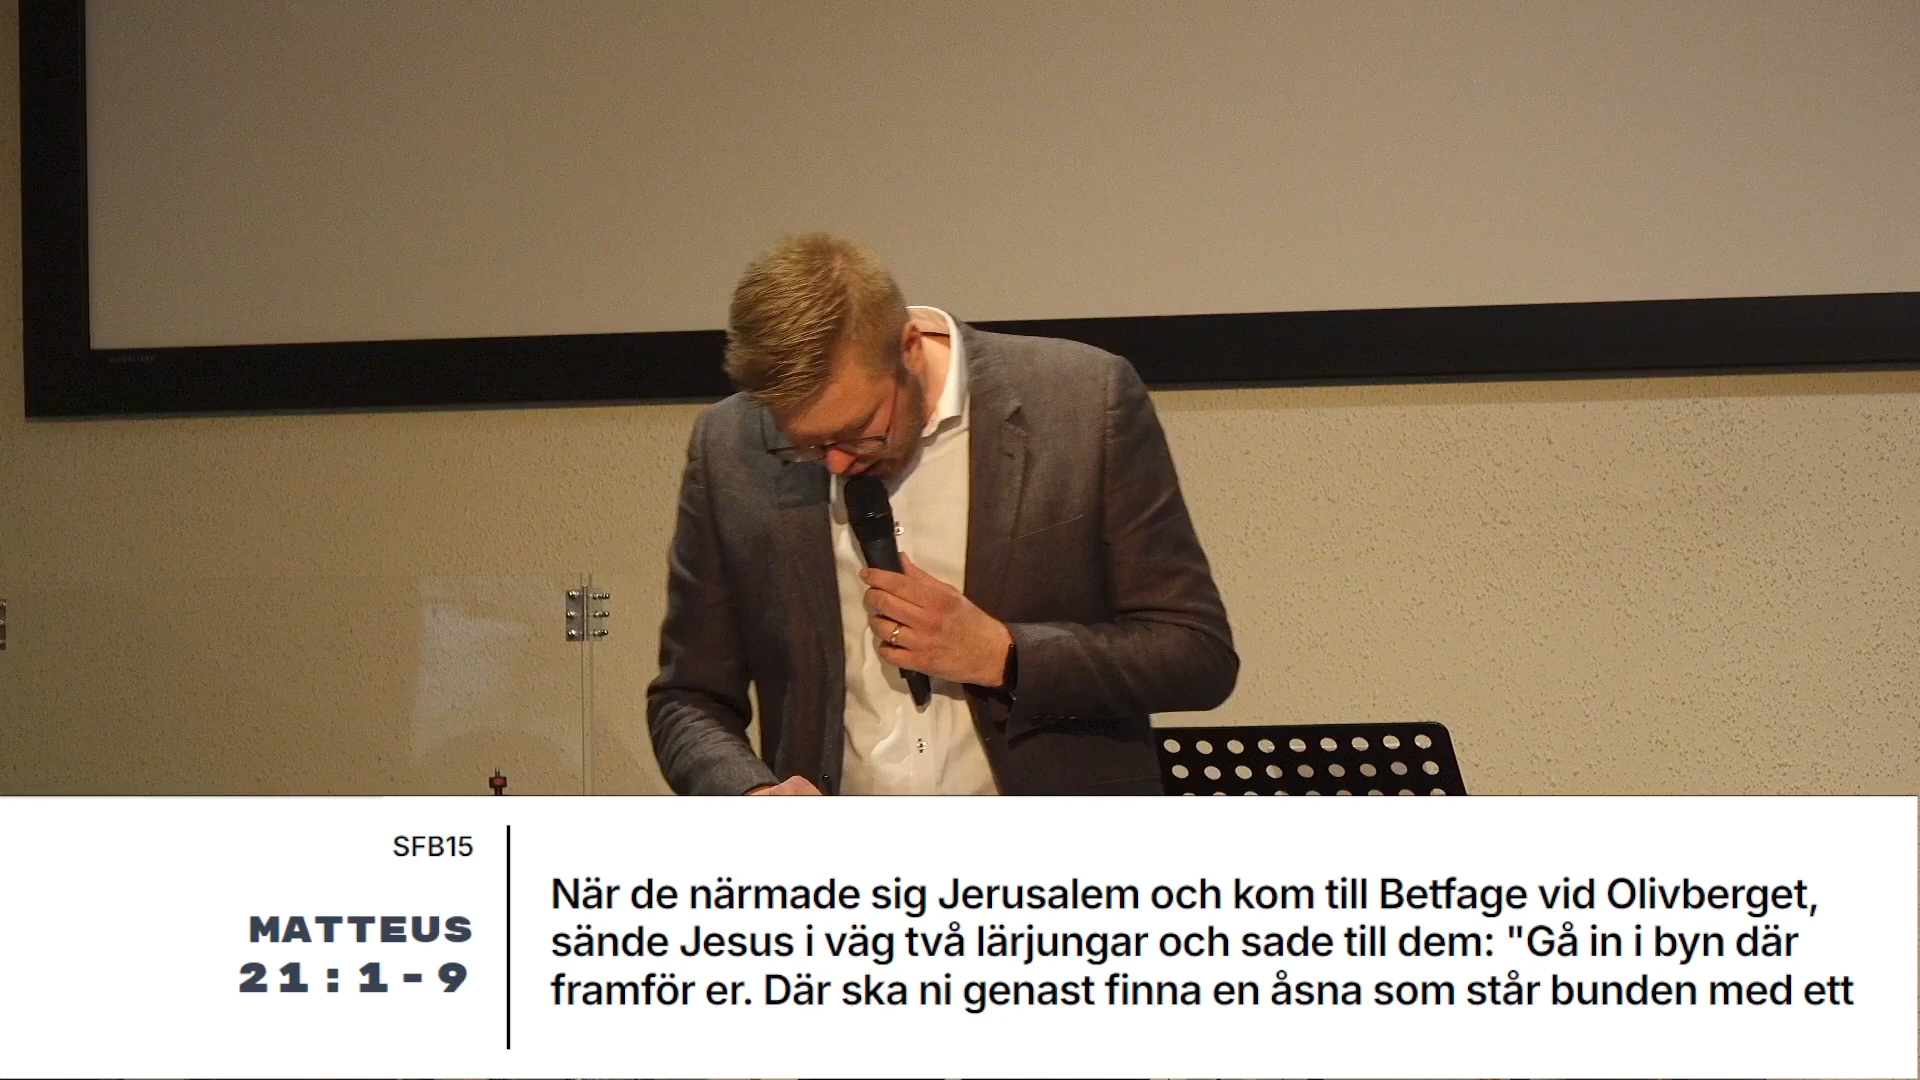 SFB15
MATTEUS
21:1-9
När de närmade sig Jerusalem och kom till Betfage vid Olivberget,
sände Jesus i väg två lärjungar och sade till dem: "Gå in i byn där
framför er. Där ska ni genast finna en åsna som står bunden med ett